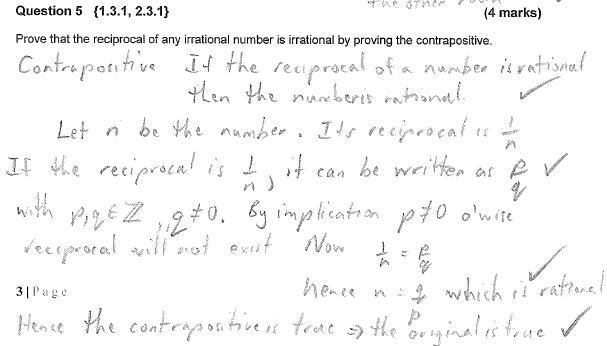 the other
Question 5 {1.3.1, 2.3.1} (4 marks)
Prove that the reciprocal of any irrational number is irrational by proving the contrapositive.
Contrapositive If the reciprocal of a number is rational
then the number is rational. ✓
Let n be the number. Its reciprocal is 1/n
If the reciprocal is 1/n, it can be written as p/q ✓
with p,q ∈ ℤ, q ≠ 0. By implication p ≠ 0 o'wise
reciprocal will not exist Now 1/n = p/q
3|Page hence n = q/p which is rational ✓
Hence the contrapositive is true ⇒ the original is true ✓